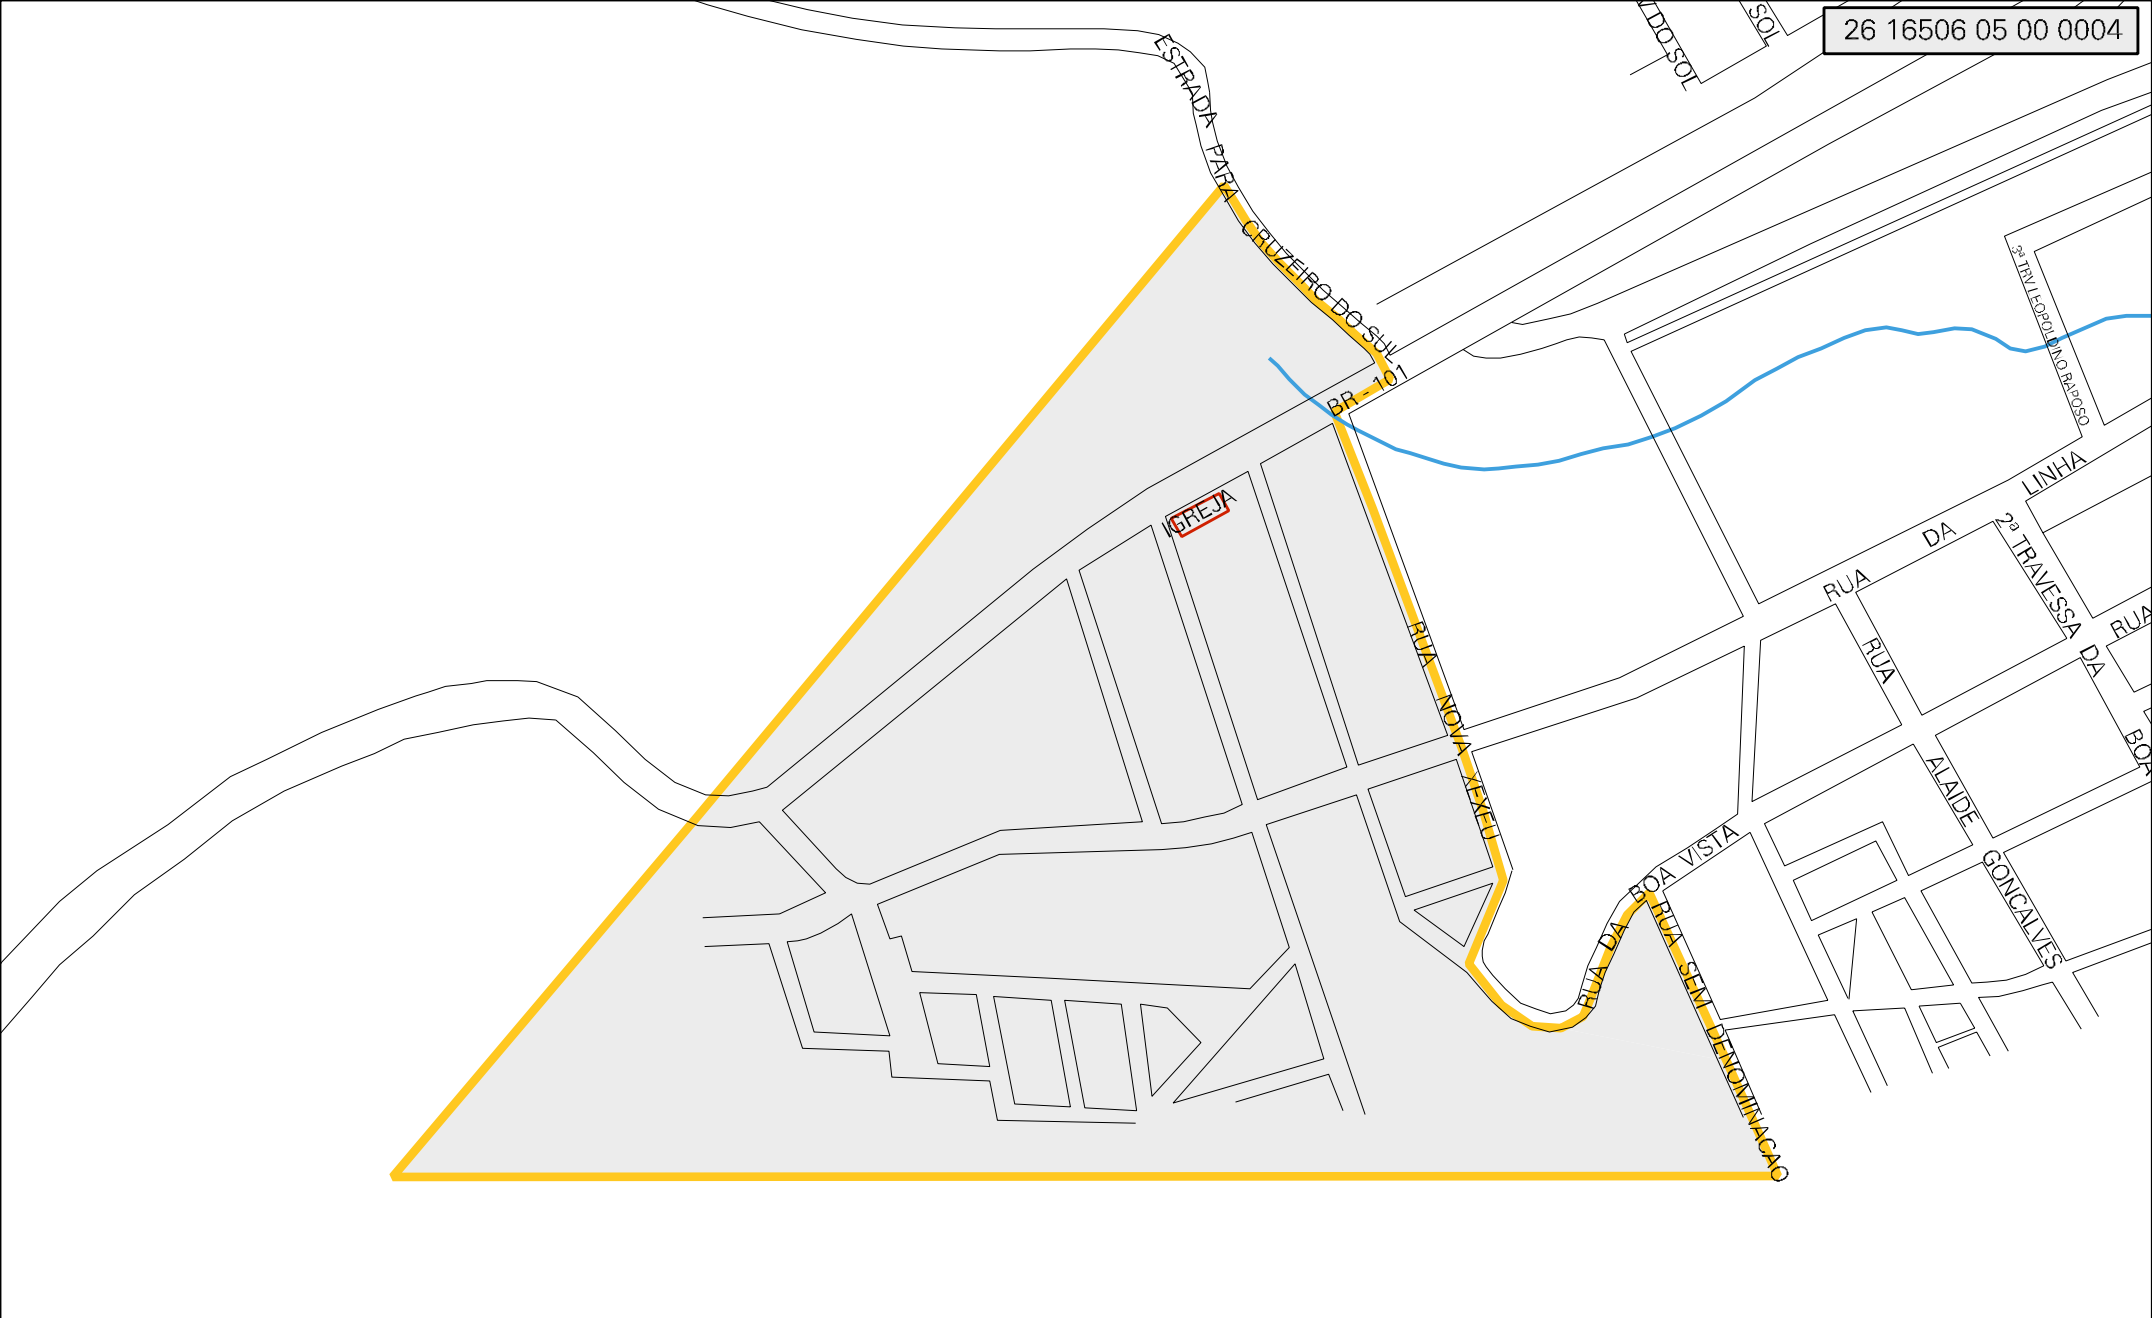 26 16506 05 00 0004
DO SOL
SOL
ESTRADA PARA CRUZEIRO DO SUL
BR - 101
3ª TRV LEOPOLDINO RAPOSO
IGREJA
LINHA
RUA DA
2ª TRAVESSA DA BOA
RUA
RUA NOVA XEXEU
RUA ALAIDE GONCALVES
RUA DA BOA VISTA
RUA SEM DENOMINACAO